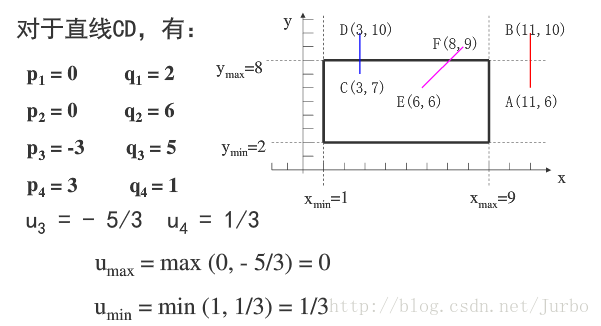 对于直线CD，有：
p1 = 0 q1 = 2
p2 = 0 q2 = 6
p3 = -3 q3 = 5
p4 = 3 q4 = 1
u3 = - 5/3 u4 = 1/3
umax = max (0, - 5/3) = 0
umin = min (1, 1/3) = 1/3
y
D(3, 10)
F(8, 9)
B(11, 10)
ymax=8
C(3, 7)
E(6, 6)
A(11, 6)
ymin=2
x
xmin=1
xmax=9
http://blog.csdn.net/Jurbo